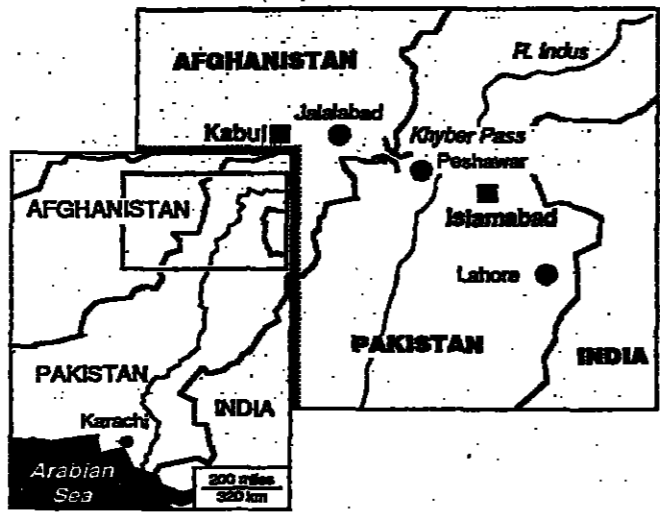 AFGHANISTAN
R. Indus
Jalalabad
Kabul
Khyber Pass
Peshawar
Islamabad
Lahore
PAKISTAN
INDIA
AFGHANISTAN
PAKISTAN
INDIA
Karachi
Arabian
Sea
200 miles
320 km